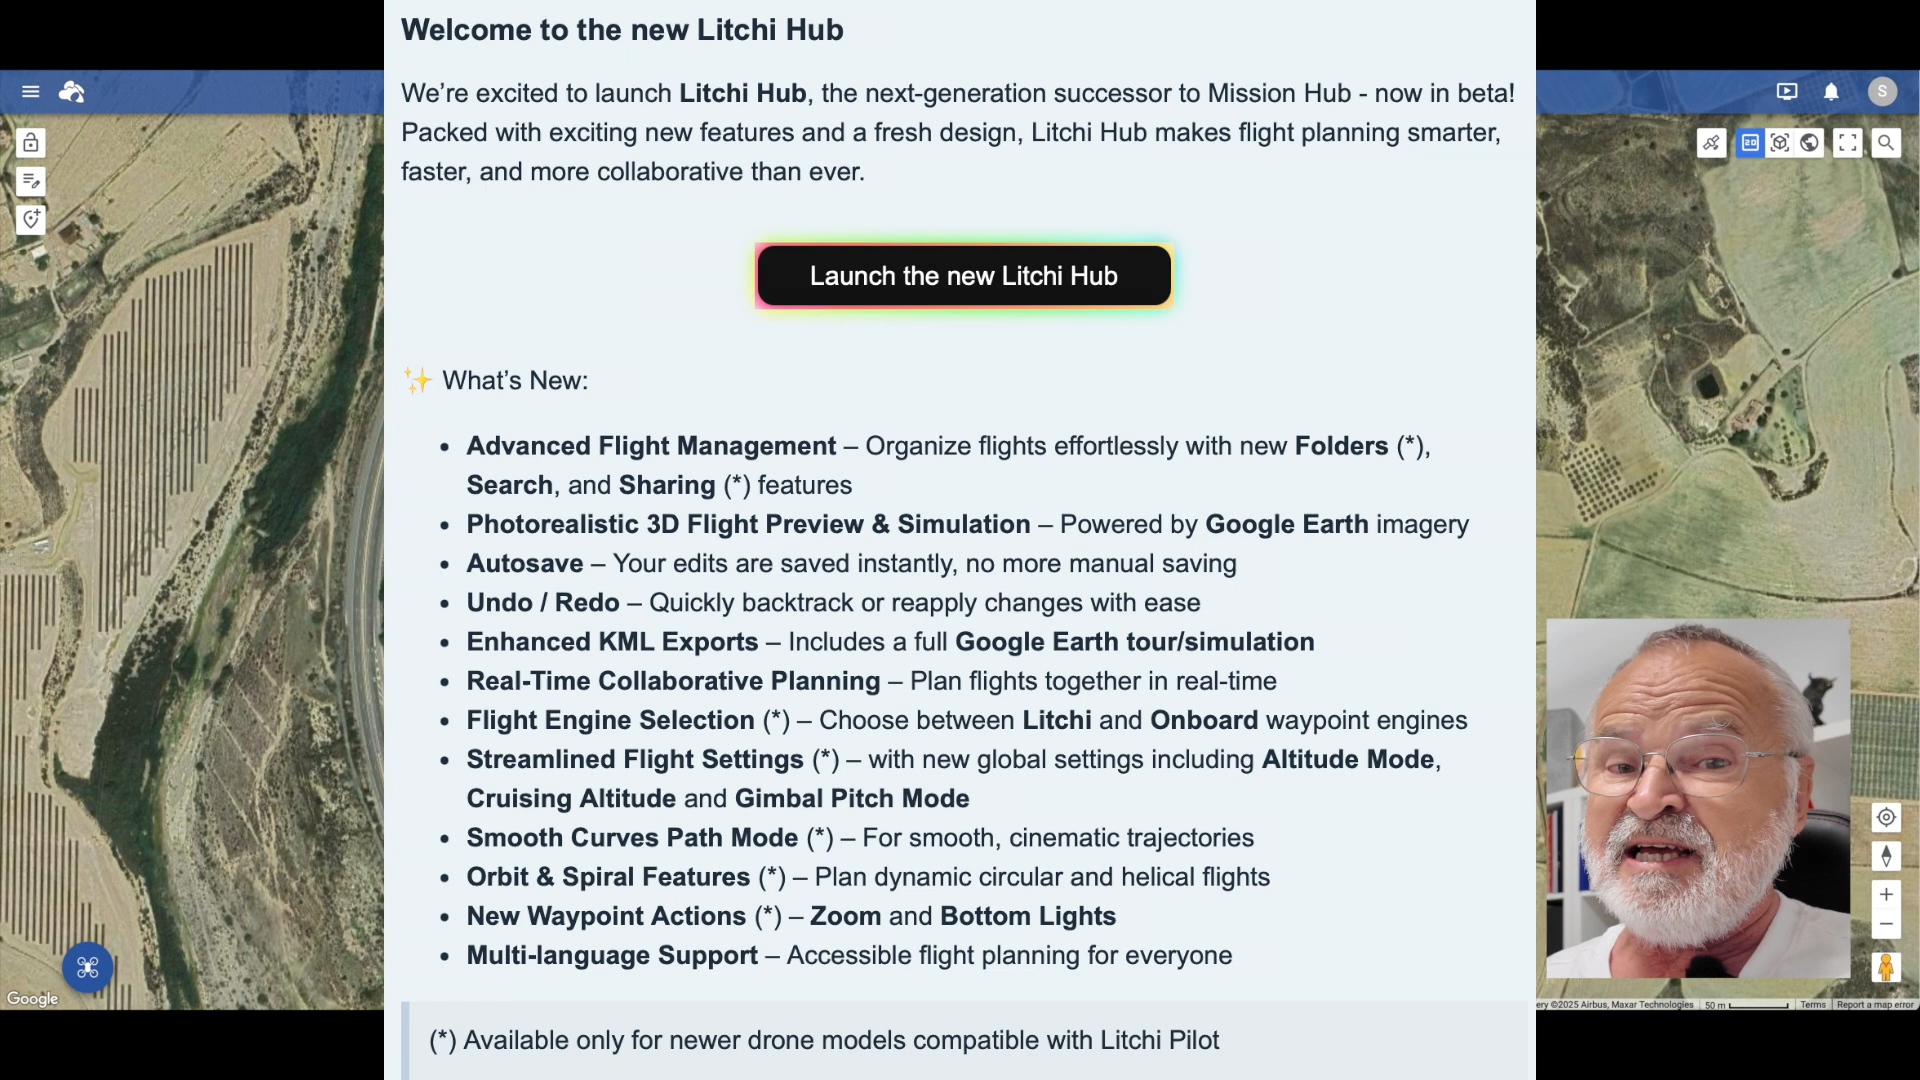 Welcome to the new Litchi Hub
We’re excited to launch Litchi Hub, the next-generation successor to Mission Hub - now in beta!
Packed with exciting new features and a fresh design, Litchi Hub makes flight planning smarter,
faster, and more collaborative than ever.
S
2D
Launch the new Litchi Hub
✨ What’s New:
• Advanced Flight Management – Organize flights effortlessly with new Folders (*),
Search, and Sharing (*) features
• Photorealistic 3D Flight Preview & Simulation – Powered by Google Earth imagery
• Autosave – Your edits are saved instantly, no more manual saving
• Undo / Redo – Quickly backtrack or reapply changes with ease
• Enhanced KML Exports – Includes a full Google Earth tour/simulation
• Real-Time Collaborative Planning – Plan flights together in real-time
• Flight Engine Selection (*) – Choose between Litchi and Onboard waypoint engines
• Streamlined Flight Settings (*) – with new global settings including Altitude Mode,
Cruising Altitude and Gimbal Pitch Mode
• Smooth Curves Path Mode (*) – For smooth, cinematic trajectories
• Orbit & Spiral Features (*) – Plan dynamic circular and helical flights
• New Waypoint Actions (*) – Zoom and Bottom Lights
• Multi-language Support – Accessible flight planning for everyone
Google
ery ©2025 Airbus, Maxar Technologies 50 m Terms Report a map error
(*) Available only for newer drone models compatible with Litchi Pilot